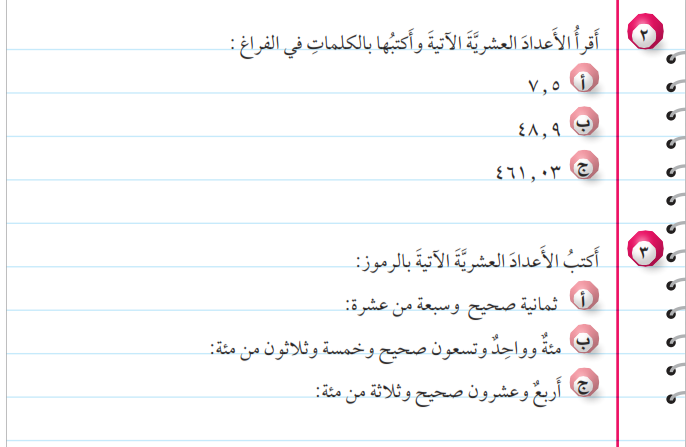 ٢ أَقرأُ الأَعدادَ العشريَّةَ الآتيةَ وأَكتبُها بالكلماتِ في الفراغ :
أ ٧,٥
ب ٤٨,٩
ج ٤٦١,٠٣
٣ أَكتبُ الأَعدادَ العشريَّةَ الآتيةَ بالرموز:
أ ثمانية صحيح وسبعة من عشرة:
ب مئةٌ وواحِدٌ وتسعون صحيح وخمسة وثلاثون من مئة:
ج أَربعٌ وعشرون صحيح وثلاثة من مئة: